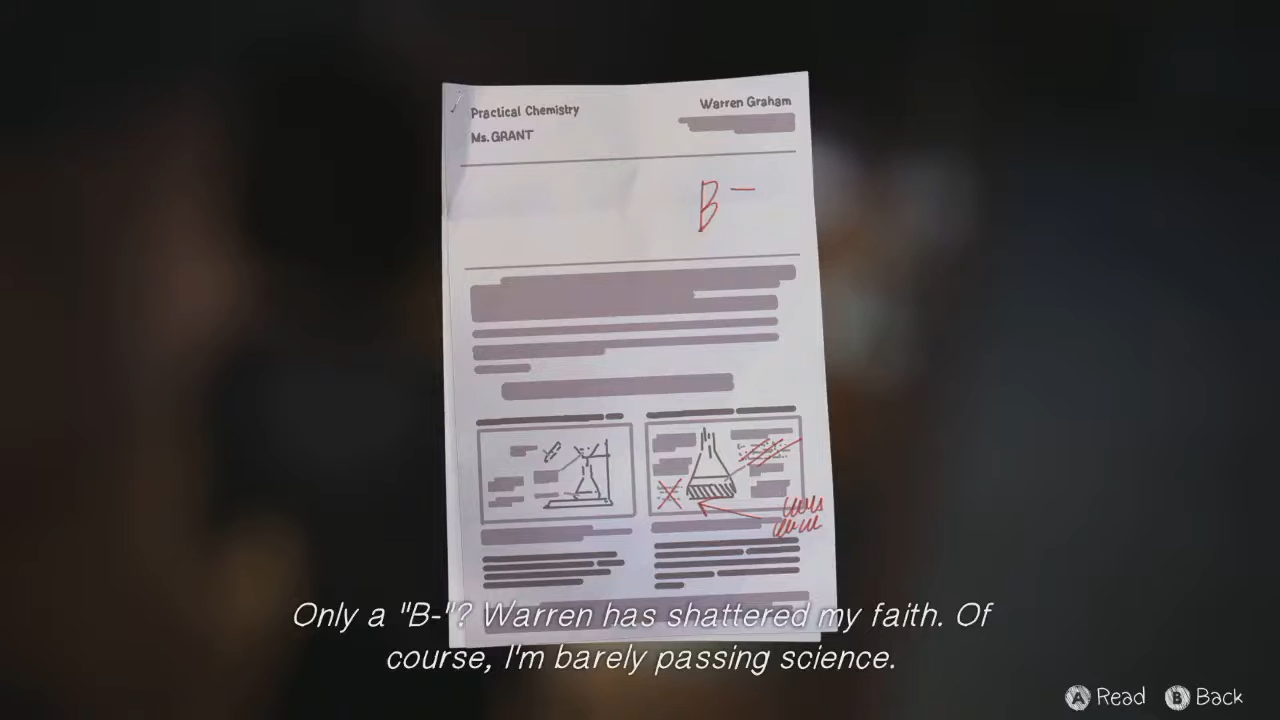 Practical Chemistry
Warren Graham
Ms. GRANT
B-
Only a "B-"? Warren has shattered my faith. Of
course, I'm barely passing science.
A Read B Back